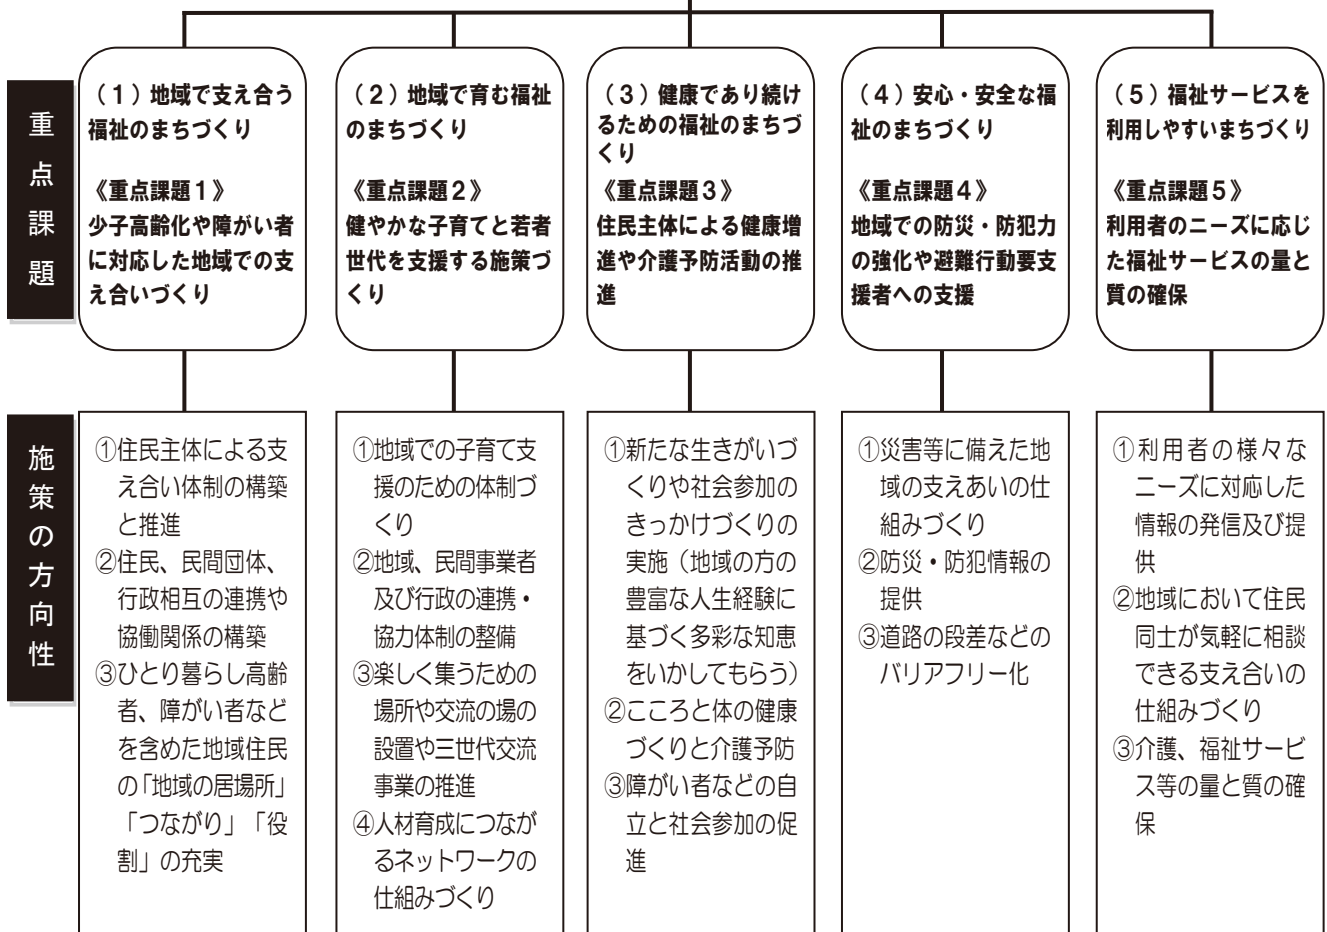 重点課題
（１）地域で支え合う
福祉のまちづくり
《重点課題１》
少子高齢化や障がい者
に対応した地域での支
え合いづくり
（２）地域で育む福祉
のまちづくり
《重点課題２》
健やかな子育てと若者
世代を支援する施策づ
くり
（３）健康であり続け
るための福祉のまちづ
くり
《重点課題３》
住民主体による健康増
進や介護予防活動の推
進
（４）安心・安全な福
祉のまちづくり
《重点課題４》
地域での防災・防犯力
の強化や避難行動要支
援者への支援
（５）福祉サービスを
利用しやすいまちづくり
《重点課題５》
利用者のニーズに応じ
た福祉サービスの量と
質の確保
施策の方向性
①住民主体による支
え合い体制の構築
と推進
②住民、民間団体、
行政相互の連携や
協働関係の構築
③ひとり暮らし高齢
者、障がい者など
を含めた地域住民
の「地域の居場所」
「つながり」「役
割」の充実
①地域での子育て支
援のための体制づ
くり
②地域、民間事業者
及び行政の連携・
協力体制の整備
③楽しく集うための
場所や交流の場の
設置や三世代交流
事業の推進
④人材育成につなが
るネットワークの
仕組みづくり
①新たな生きがいづ
くりや社会参加の
きっかけづくりの
実施（地域の方の
豊富な人生経験に
基づく多彩な知恵
をいかしてもらう）
②こころと体の健康
づくりと介護予防
③障がい者などの自
立と社会参加の促
進
①災害等に備えた地
域の支えあいの仕
組みづくり
②防災・防犯情報の
提供
③道路の段差などの
バリアフリー化
①利用者の様々な
ニーズに対応した
情報の発信及び提
供
②地域において住民
同士が気軽に相談
できる支え合いの
仕組みづくり
③介護、福祉サービ
ス等の量と質の確
保